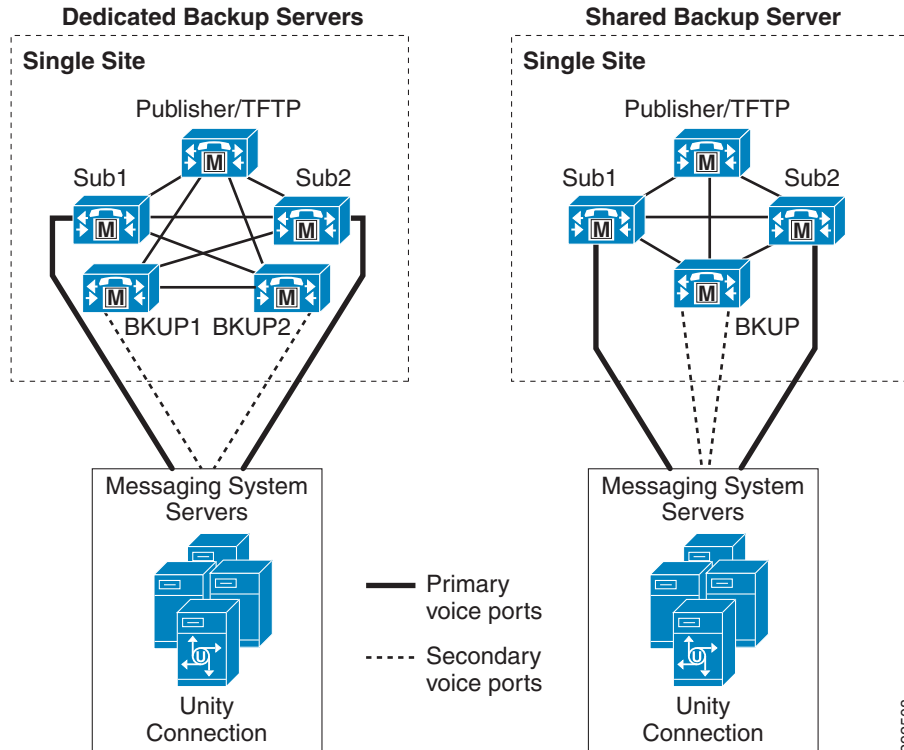 Dedicated Backup Servers
Single Site
Publisher/TFTP
Sub1
Sub2
M
M
M
M
M
BKUP1
BKUP2
Messaging System
Servers
U
Unity
Connection
Shared Backup Server
Single Site
Publisher/TFTP
Sub1
Sub2
M
M
M
M
BKUP
Messaging System
Servers
U
Unity
Connection
Primary
voice ports
Secondary
voice ports